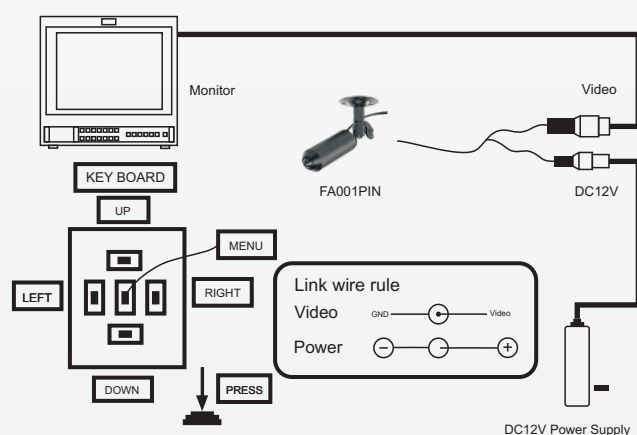 Monitor
Video
KEY BOARD
FA001PIN
DC12V
UP
MENU
LEFT
RIGHT
DOWN
PRESS
Link wire rule
Video GND Video
Power − +
DC12V Power Supply